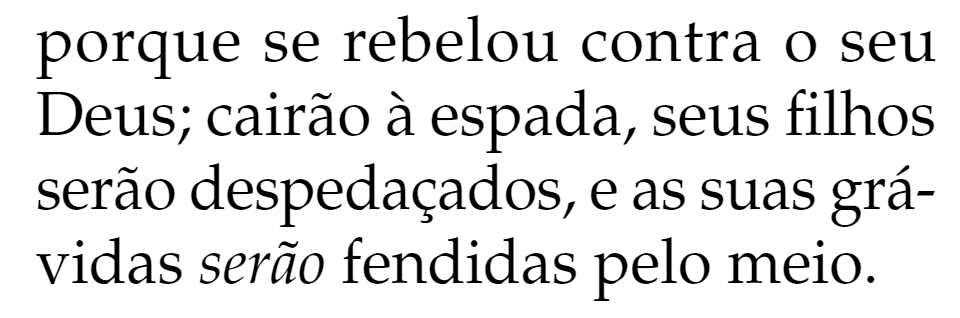 porque se rebelou contra o seu
Deus; cairão à espada, seus filhos
serão despedaçados, e as suas grá-
vidas serão fendidas pelo meio.